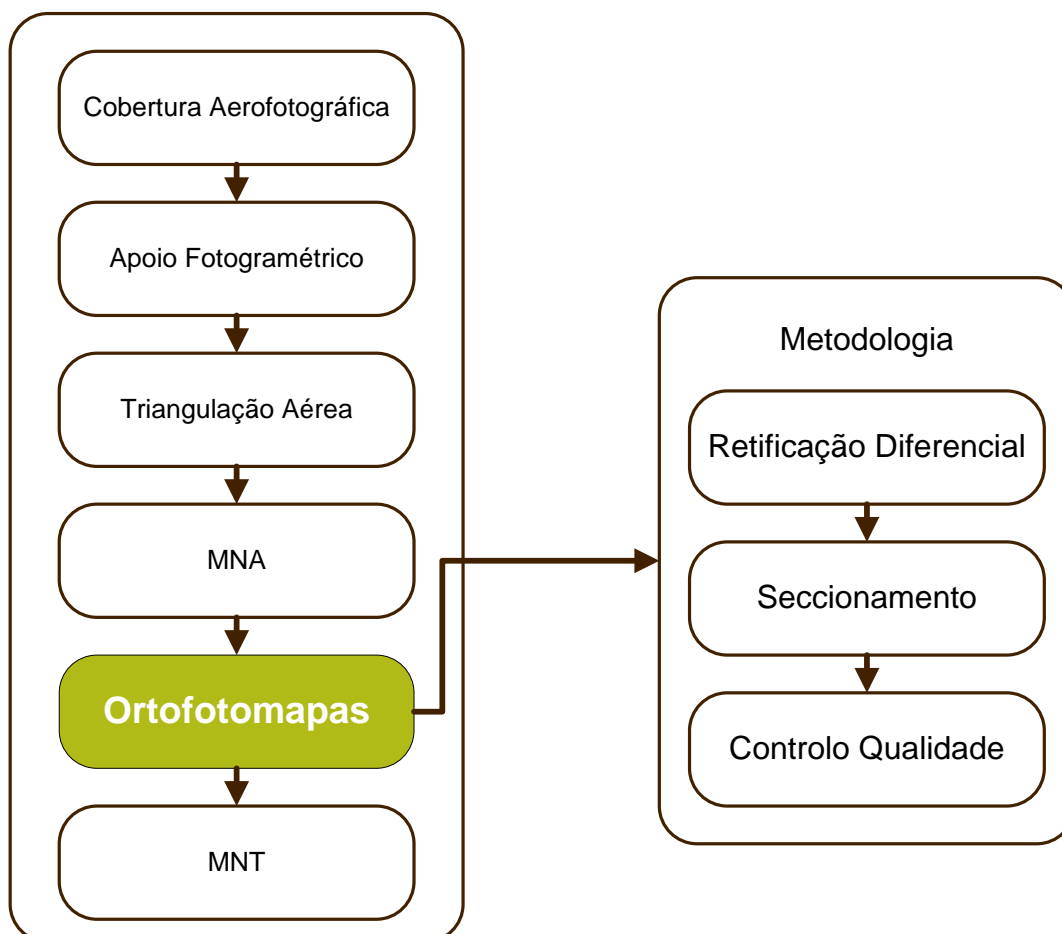 Cobertura Aerofotográfica
Apoio Fotogramétrico
Triangulação Aérea
MNA
Ortofotomapas
MNT
Metodologia
Retificação Diferencial
Seccionamento
Controlo Qualidade